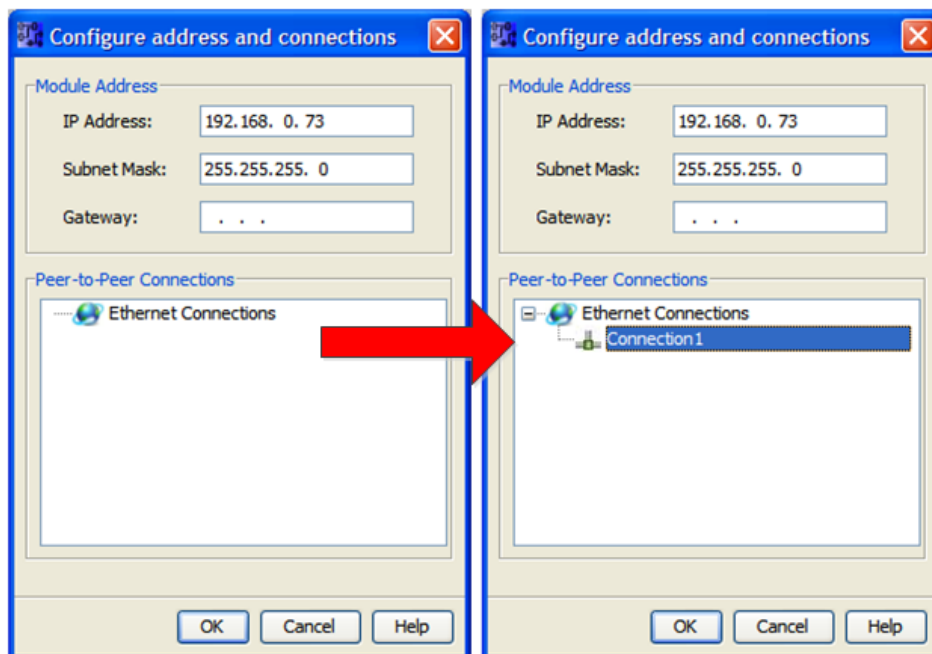 Configure address and connections
Module Address
IP Address: 192.168. 0. 73
Subnet Mask: 255.255.255. 0
Gateway: . . .
Peer-to-Peer Connections
Ethernet Connections
OK Cancel Help
Configure address and connections
Module Address
IP Address: 192.168. 0. 73
Subnet Mask: 255.255.255. 0
Gateway: . . .
Peer-to-Peer Connections
Ethernet Connections
Connection1
OK Cancel Help